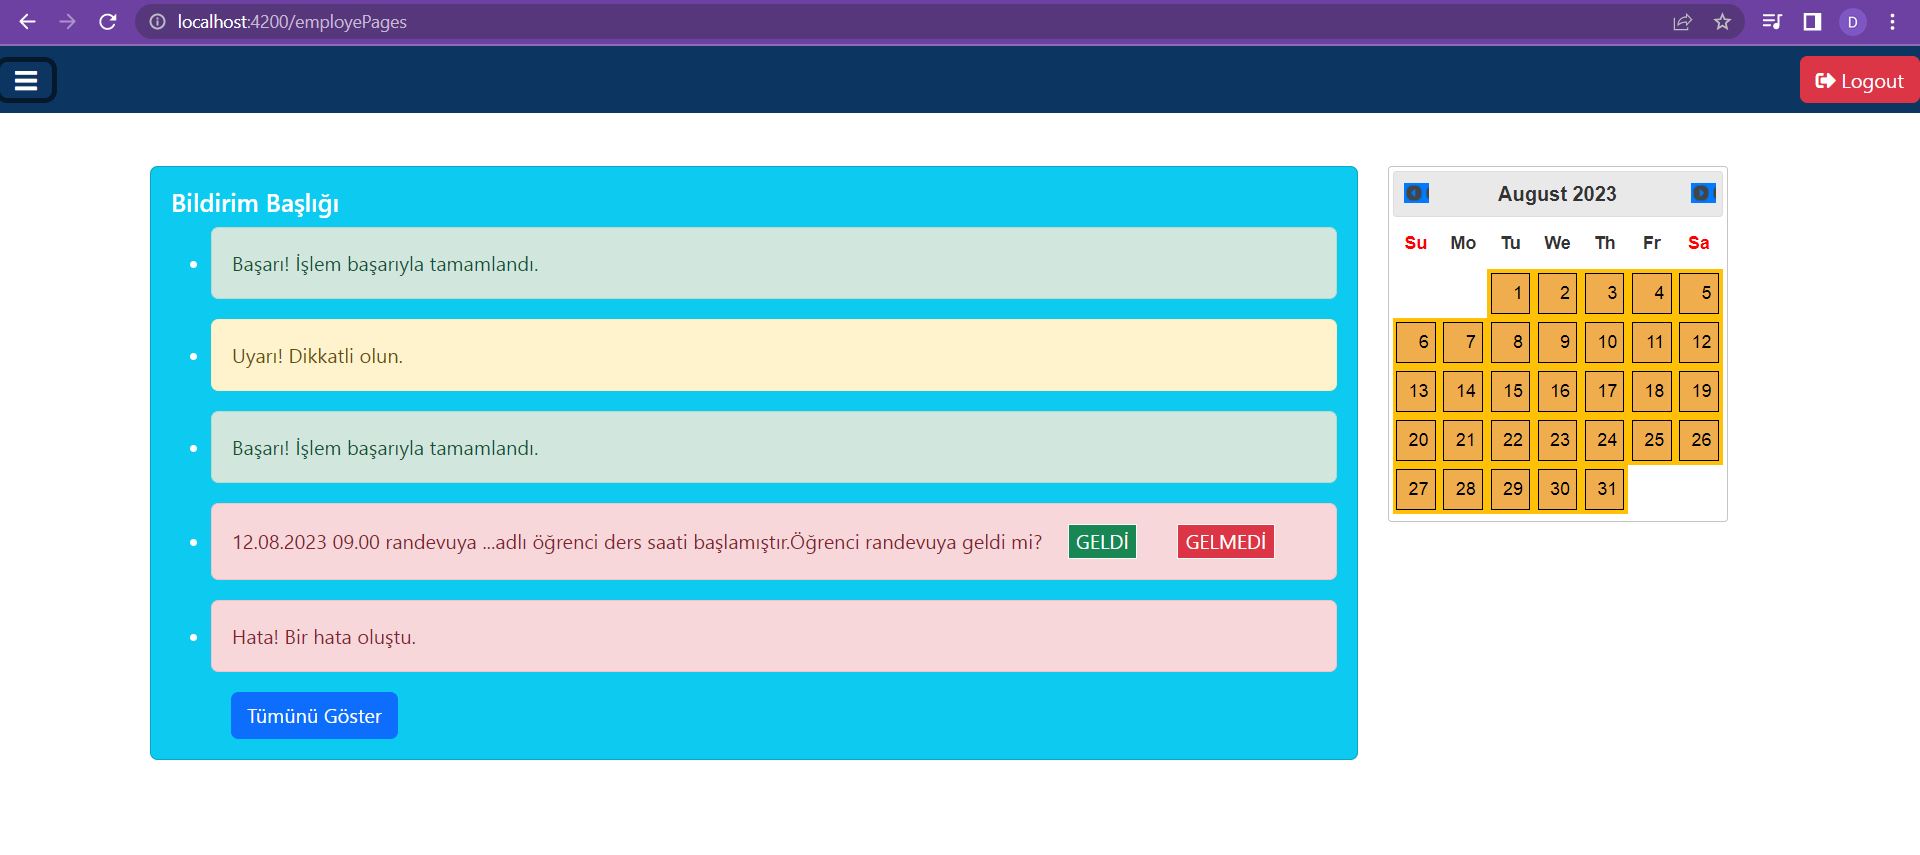 localhost:4200/employePages
D
Logout
Bildirim Başlığı
Başarı! İşlem başarıyla tamamlandı.
Uyarı! Dikkatli olun.
Başarı! İşlem başarıyla tamamlandı.
12.08.2023 09.00 randevuya ...adlı öğrenci ders saati başlamıştır.Öğrenci randevuya geldi mi? GELDİ GELMEDİ
Hata! Bir hata oluştu.
Tümünü Göster
August 2023
Su Mo Tu We Th Fr Sa
1 2 3 4 5
6 7 8 9 10 11 12
13 14 15 16 17 18 19
20 21 22 23 24 25 26
27 28 29 30 31